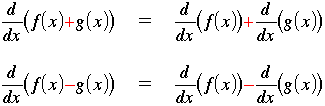 d/dx(f(x)+g(x)) = d/dx(f(x))+d/dx(g(x))
d/dx(f(x)−g(x)) = d/dx(f(x))−d/dx(g(x))